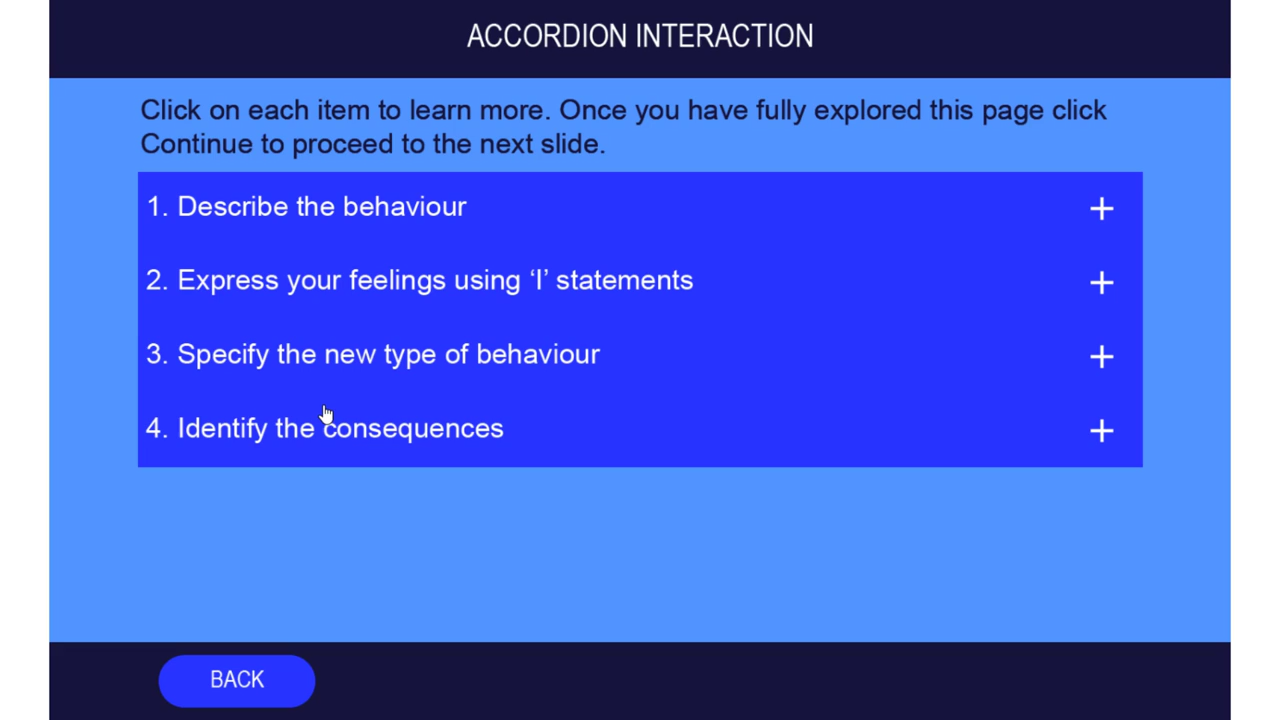 ACCORDION INTERACTION
Click on each item to learn more. Once you have fully explored this page click
Continue to proceed to the next slide.
1. Describe the behaviour +
2. Express your feelings using ‘I’ statements +
3. Specify the new type of behaviour +
4. Identify the consequences +
BACK